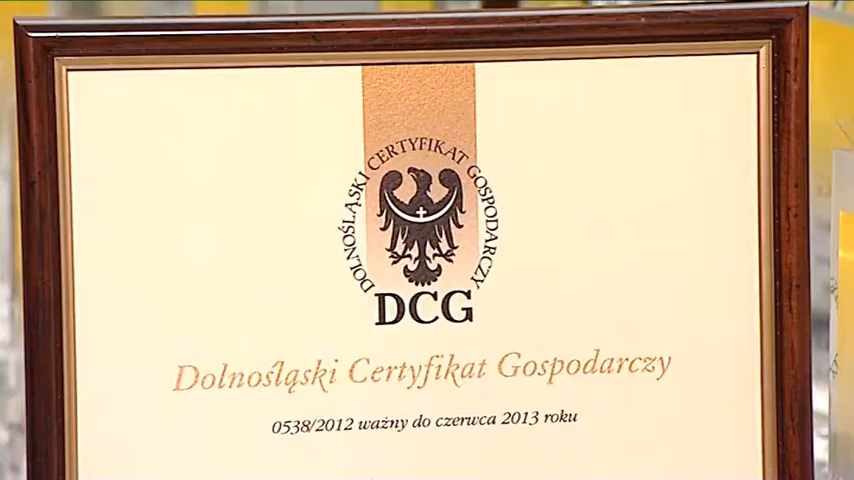 DOLNOŚLĄSKI CERTYFIKAT GOSPODARCZY
DCG
Dolnośląski Certyfikat Gospodarczy
0538/2012 ważny do czerwca 2013 roku